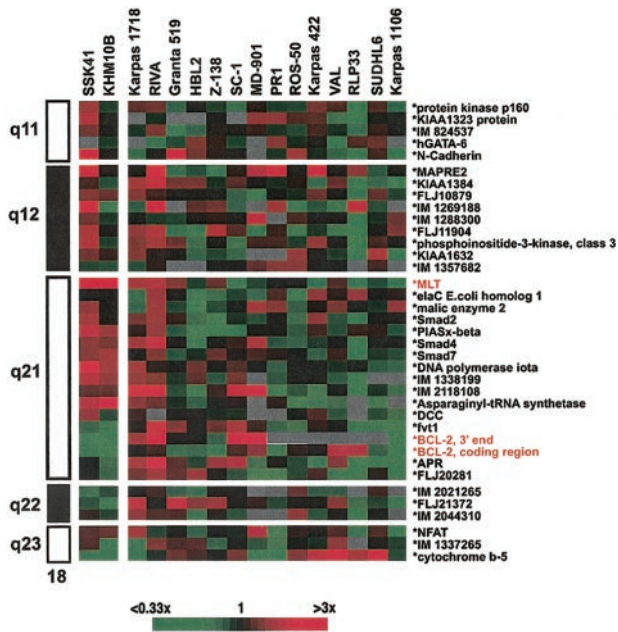 SSK41
KHM10B
Karpas 1718
RIVA
Granta 519
HBL2
Z-138
SC-1
MD-901
PR1
ROS-50
Karpas 422
VAL
RLP33
SUDHL6
Karpas 1106
q11
*protein kinase p160
*KIAA1323 protein
*IM 824537
*hGATA-6
*N-Cadherin
q12
*MAPRE2
*KIAA1384
*FLJ10879
*IM 1269188
*IM 1288300
*FLJ11904
*phosphoinositide-3-kinase, class 3
*KIAA1632
*IM 1357682
q21
*MLT
*elaC E.coli homolog 1
*malic enzyme 2
*Smad2
*PIASx-beta
*Smad4
*Smad7
*DNA polymerase iota
*IM 1338199
*IM 2118108
*Asparaginyl-tRNA synthetase
*DCC
*fvt1
*BCL-2, 3' end
*BCL-2, coding region
*APR
*FLJ20281
q22
*IM 2021265
*FLJ21372
*IM 2044310
q23
*NFAT
*IM 1337265
*cytochrome b-5
18
<0.33x 1 >3x